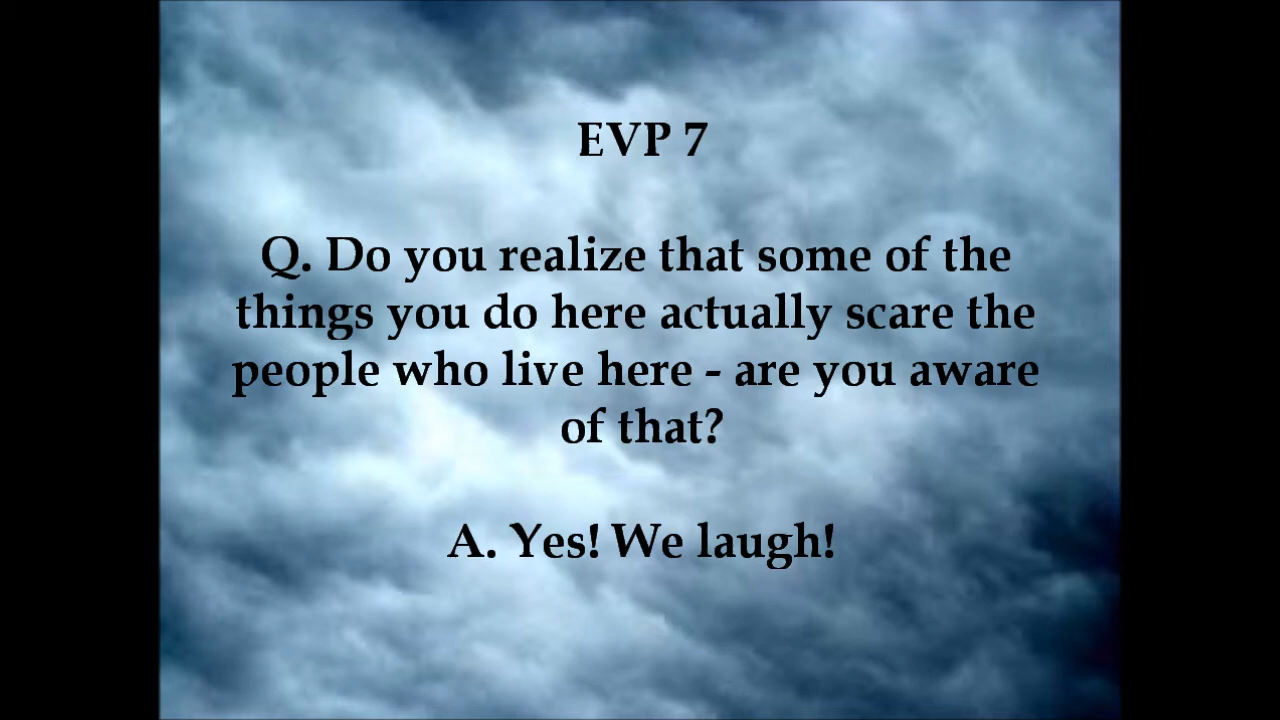 EVP 7
Q. Do you realize that some of the
things you do here actually scare the
people who live here - are you aware
of that?
A. Yes! We laugh!